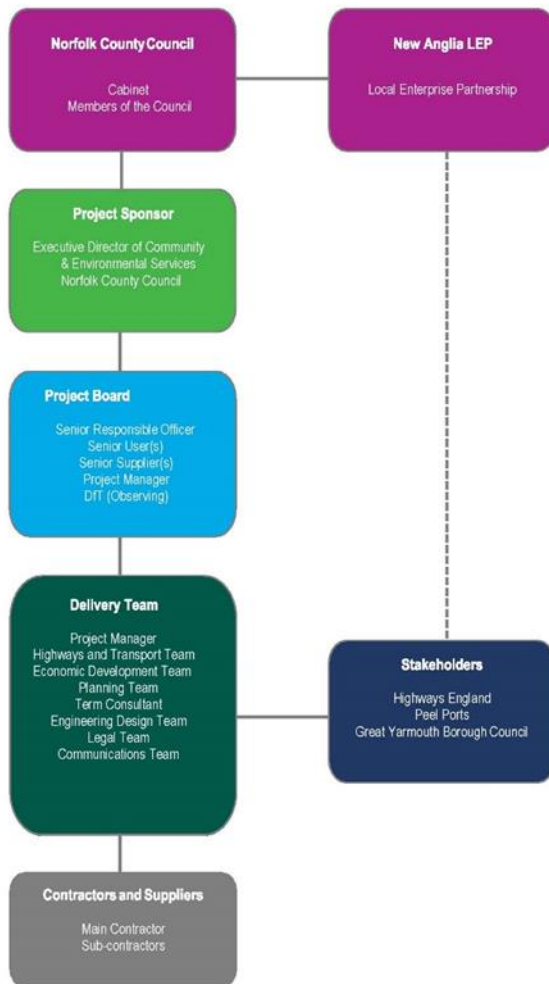 Norfolk County Council
Cabinet
Members of the Council
New Anglia LEP
Local Enterprise Partnership
Project Sponsor
Executive Director of Community
& Environmental Services
Norfolk County Council
Project Board
Senior Responsible Officer
Senior User(s)
Senior Supplier(s)
Project Manager
DfT (Observing)
Delivery Team
Project Manager
Highways and Transport Team
Economic Development Team
Planning Team
Term Consultant
Engineering Design Team
Legal Team
Communications Team
Stakeholders
Highways England
Peel Ports
Great Yarmouth Borough Council
Contractors and Suppliers
Main Contractor
Sub-contractors